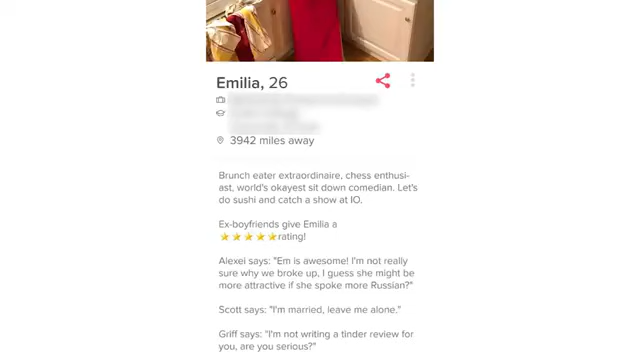 Emilia, 26
3942 miles away
Brunch eater extraordinaire, chess enthusi-
ast, world's okayest sit down comedian. Let's
do sushi and catch a show at IO.
Ex-boyfriends give Emilia a
⭐⭐⭐⭐⭐rating!
Alexei says: "Em is awesome! I'm not really
sure why we broke up, I guess she might be
more attractive if she spoke more Russian?"
Scott says: "I'm married, leave me alone."
Griff says: "I'm not writing a tinder review for
you, are you serious?"